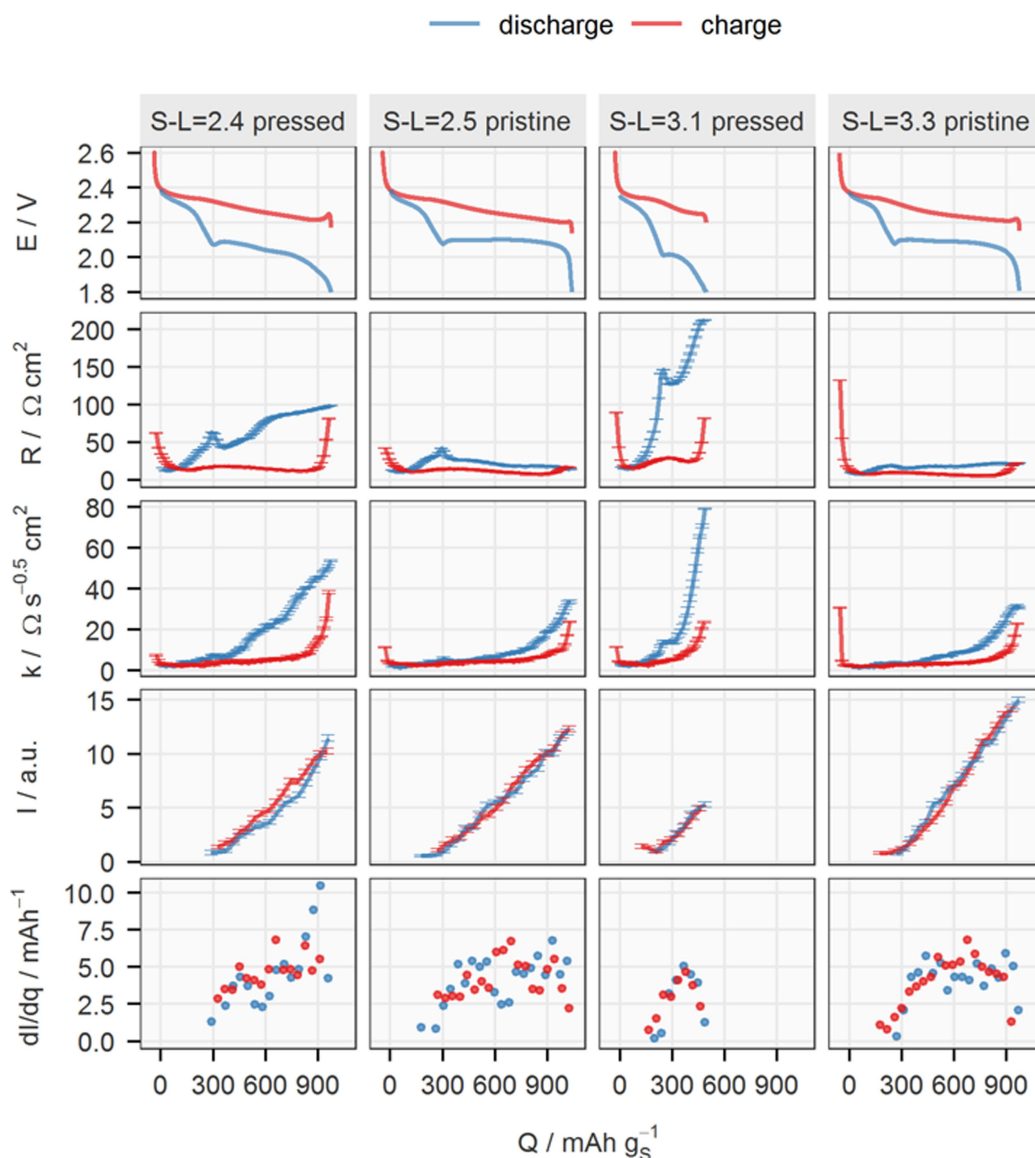 discharge charge
S-L=2.4 pressed S-L=2.5 pristine S-L=3.1 pressed S-L=3.3 pristine
E / V
2.6
2.4
2.2
2.0
1.8
R / Ω cm²
200
150
100
50
0
k / Ω s⁻⁰·⁵ cm²
80
60
40
20
0
I / a.u.
15
10
5
0
dI/dq / mAh⁻¹
10.0
7.5
5.0
2.5
0.0
0 300 600 900 0 300 600 900 0 300 600 900 0 300 600 900
Q / mAh g_S⁻¹